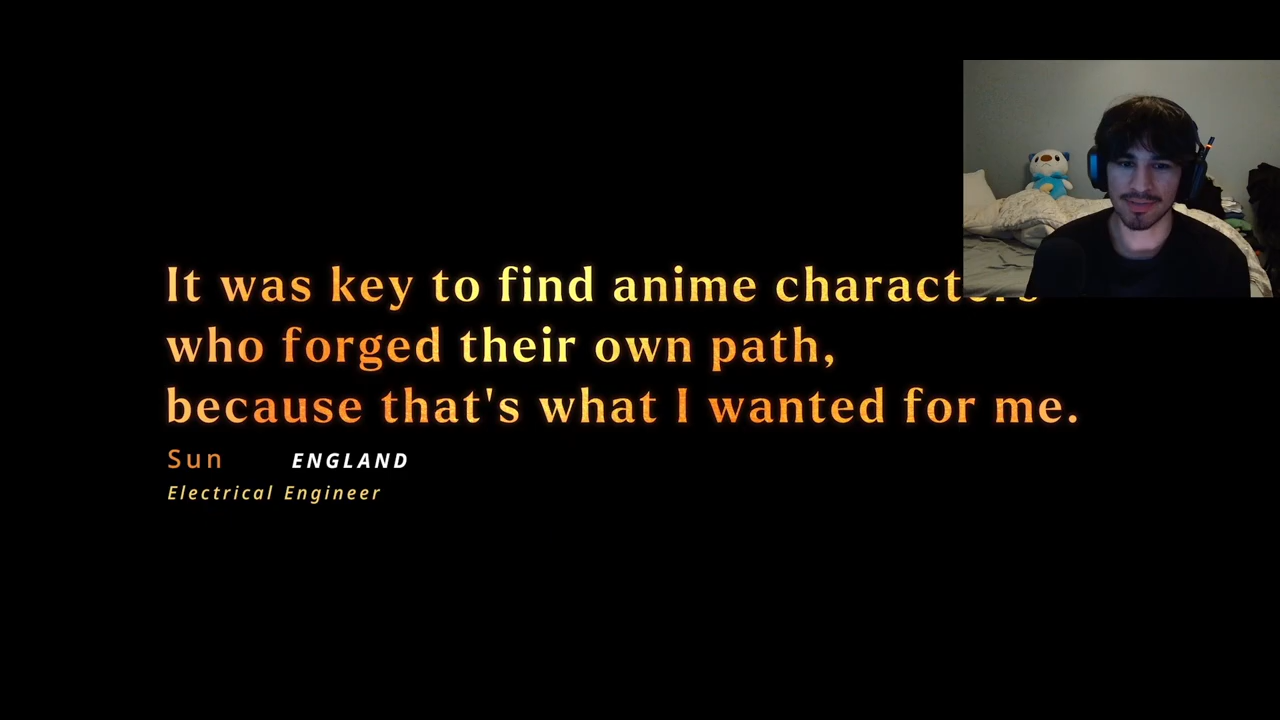 It was key to find anime characters
who forged their own path,
because that's what I wanted for me.
Sun ENGLAND
Electrical Engineer